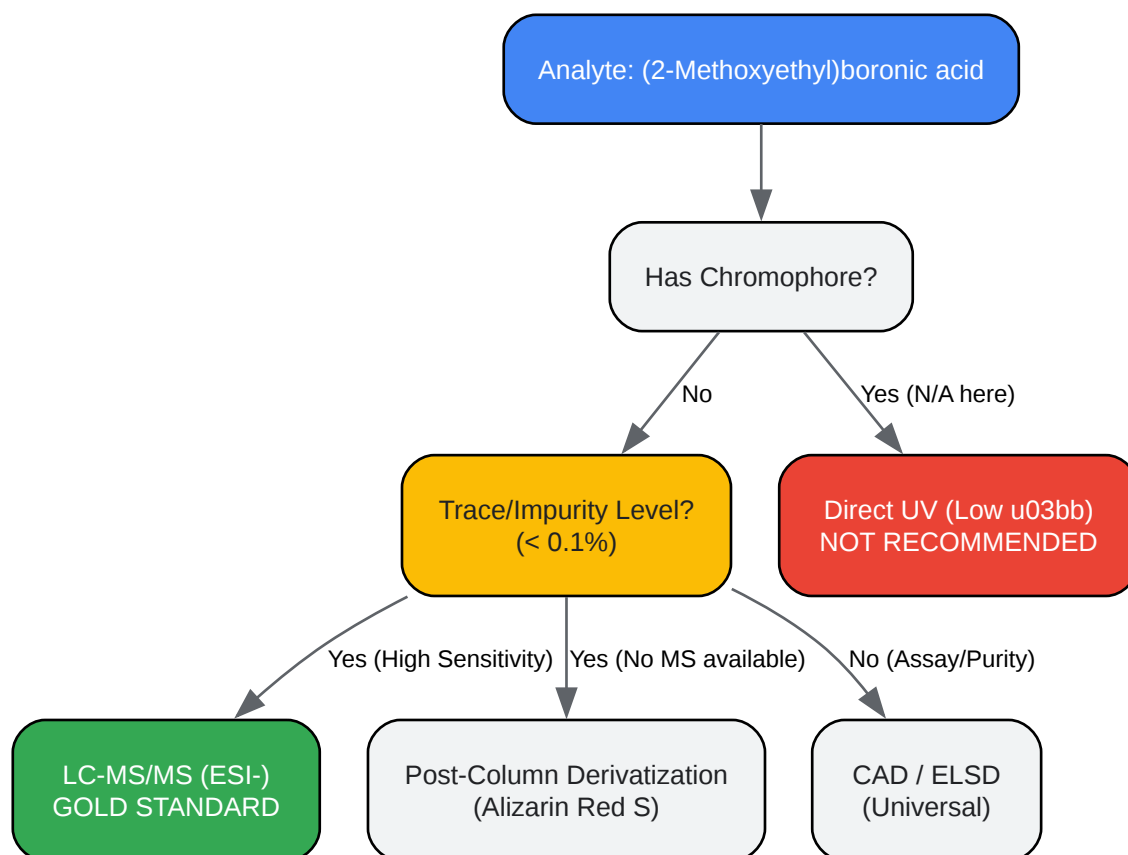 Analyte: (2-Methoxyethyl)boronic acid
Has Chromophore?
No
Yes (N/A here)
Trace/Impurity Level?
(< 0.1%)
Direct UV (Low u03bb)
NOT RECOMMENDED
Yes (High Sensitivity)
Yes (No MS available)
No (Assay/Purity)
LC-MS/MS (ESI-)
GOLD STANDARD
Post-Column Derivatization
(Alizarin Red S)
CAD / ELSD
(Universal)